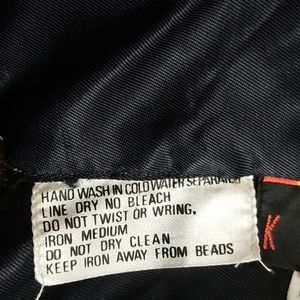 HAND WASH IN COLD WATER SEPARATELY
LINE DRY NO BLEACH
DO NOT TWIST OR WRING,
IRON MEDIUM
DO NOT DRY CLEAN
KEEP IRON AWAY FROM BEADS